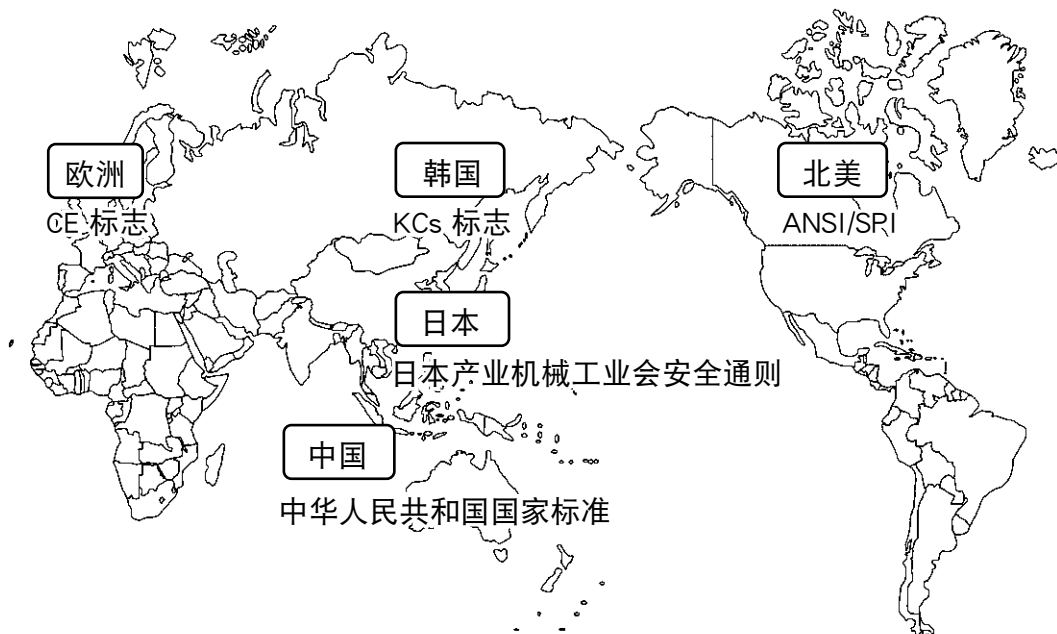 欧洲
CE 标志
韩国
KCs 标志
北美
ANSI/SPI
日本
日本产业机械工业会安全通则
中国
中华人民共和国国家标准